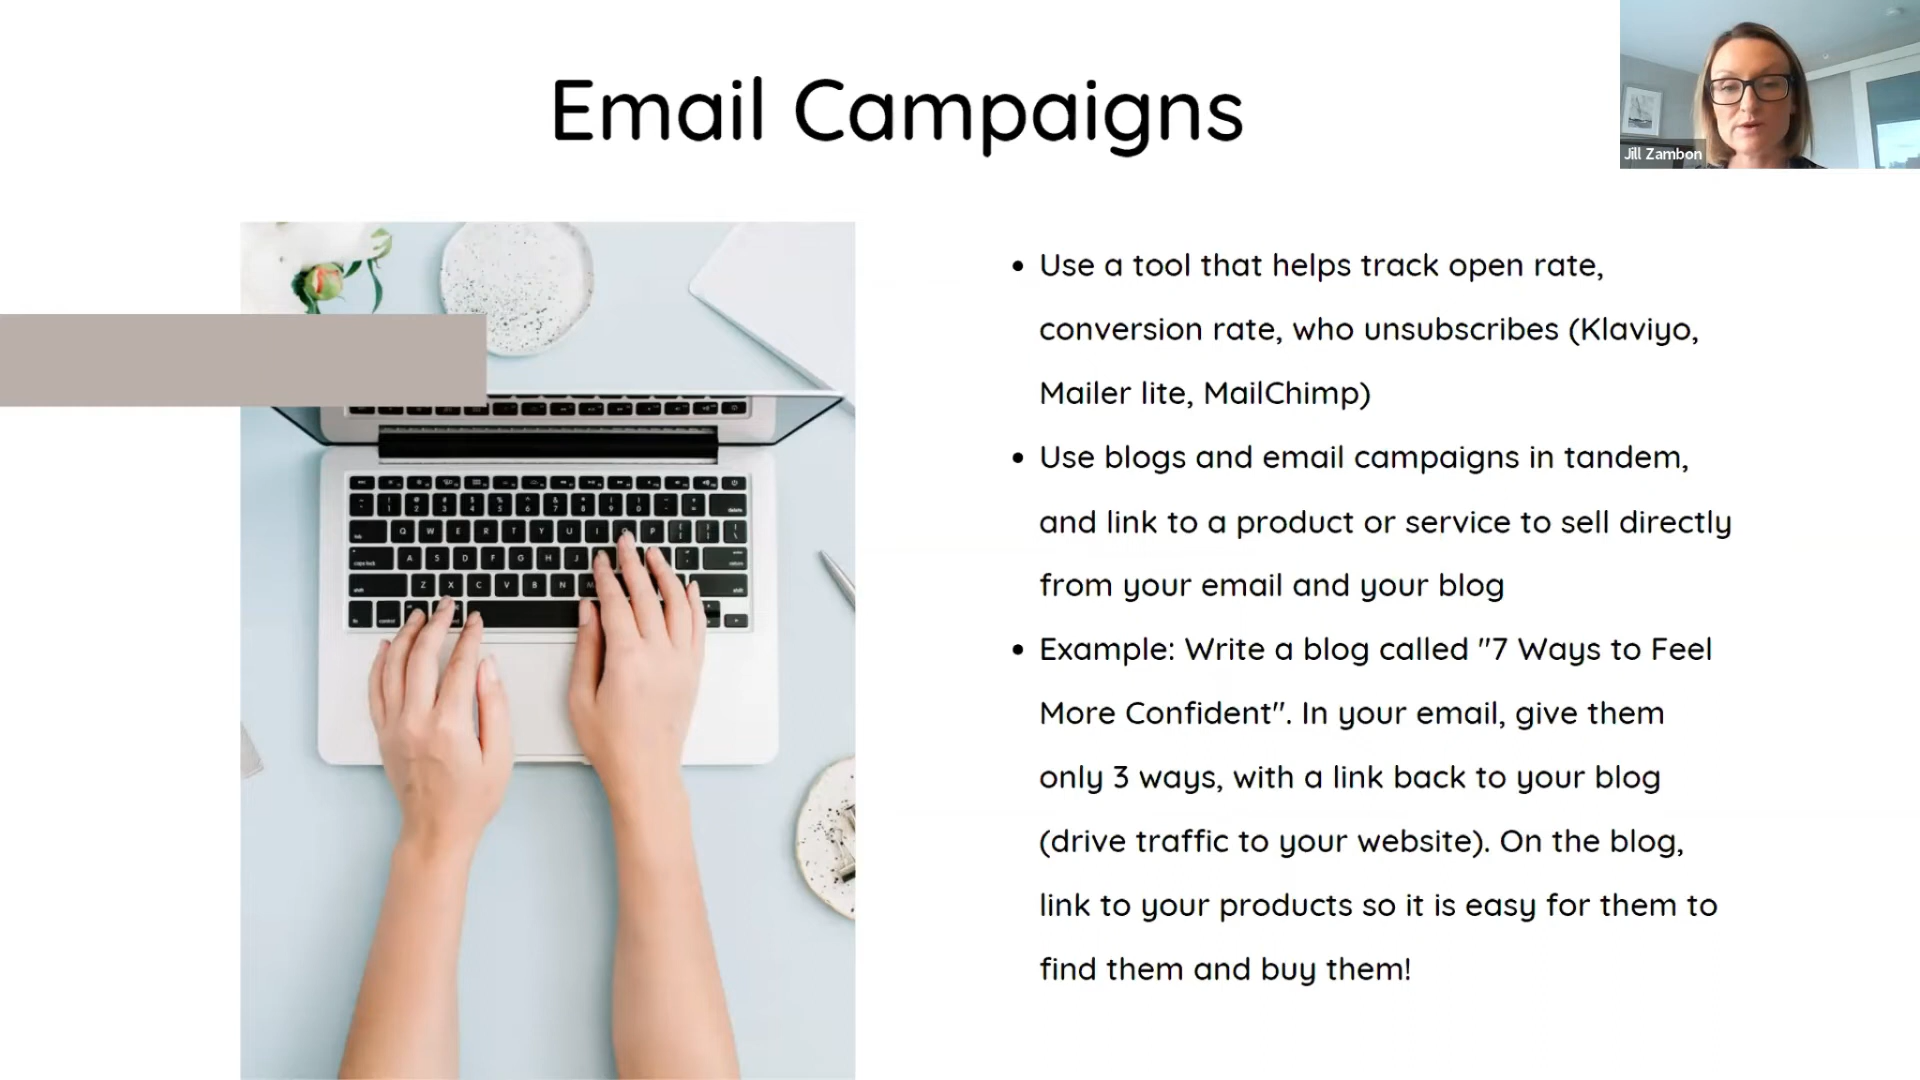 Email Campaigns
Jill Zambon
• Use a tool that helps track open rate,
conversion rate, who unsubscribes (Klaviyo,
Mailer lite, MailChimp)
• Use blogs and email campaigns in tandem,
and link to a product or service to sell directly
from your email and your blog
• Example: Write a blog called "7 Ways to Feel
More Confident". In your email, give them
only 3 ways, with a link back to your blog
(drive traffic to your website). On the blog,
link to your products so it is easy for them to
find them and buy them!